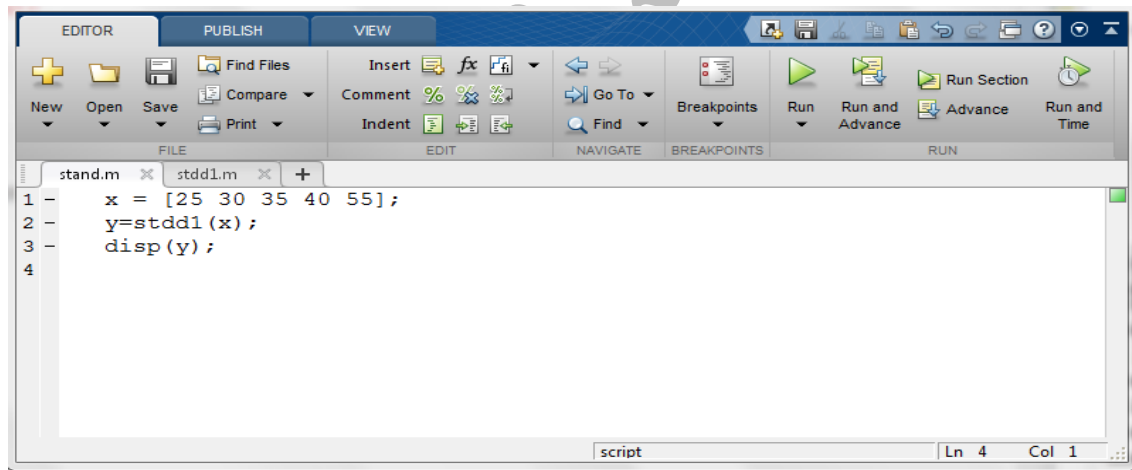 EDITOR PUBLISH VIEW
New Open Save
Find Files
Compare
Print
FILE
Insert fx
Comment
Indent
EDIT
Go To
Find
NAVIGATE
Breakpoints
BREAKPOINTS
Run Run and Advance
Run Section
Advance
Run and Time
RUN
stand.m stdd1.m +
1 - x = [25 30 35 40 55];
2 - y=stdd1(x);
3 - disp(y);
4
script Ln 4 Col 1